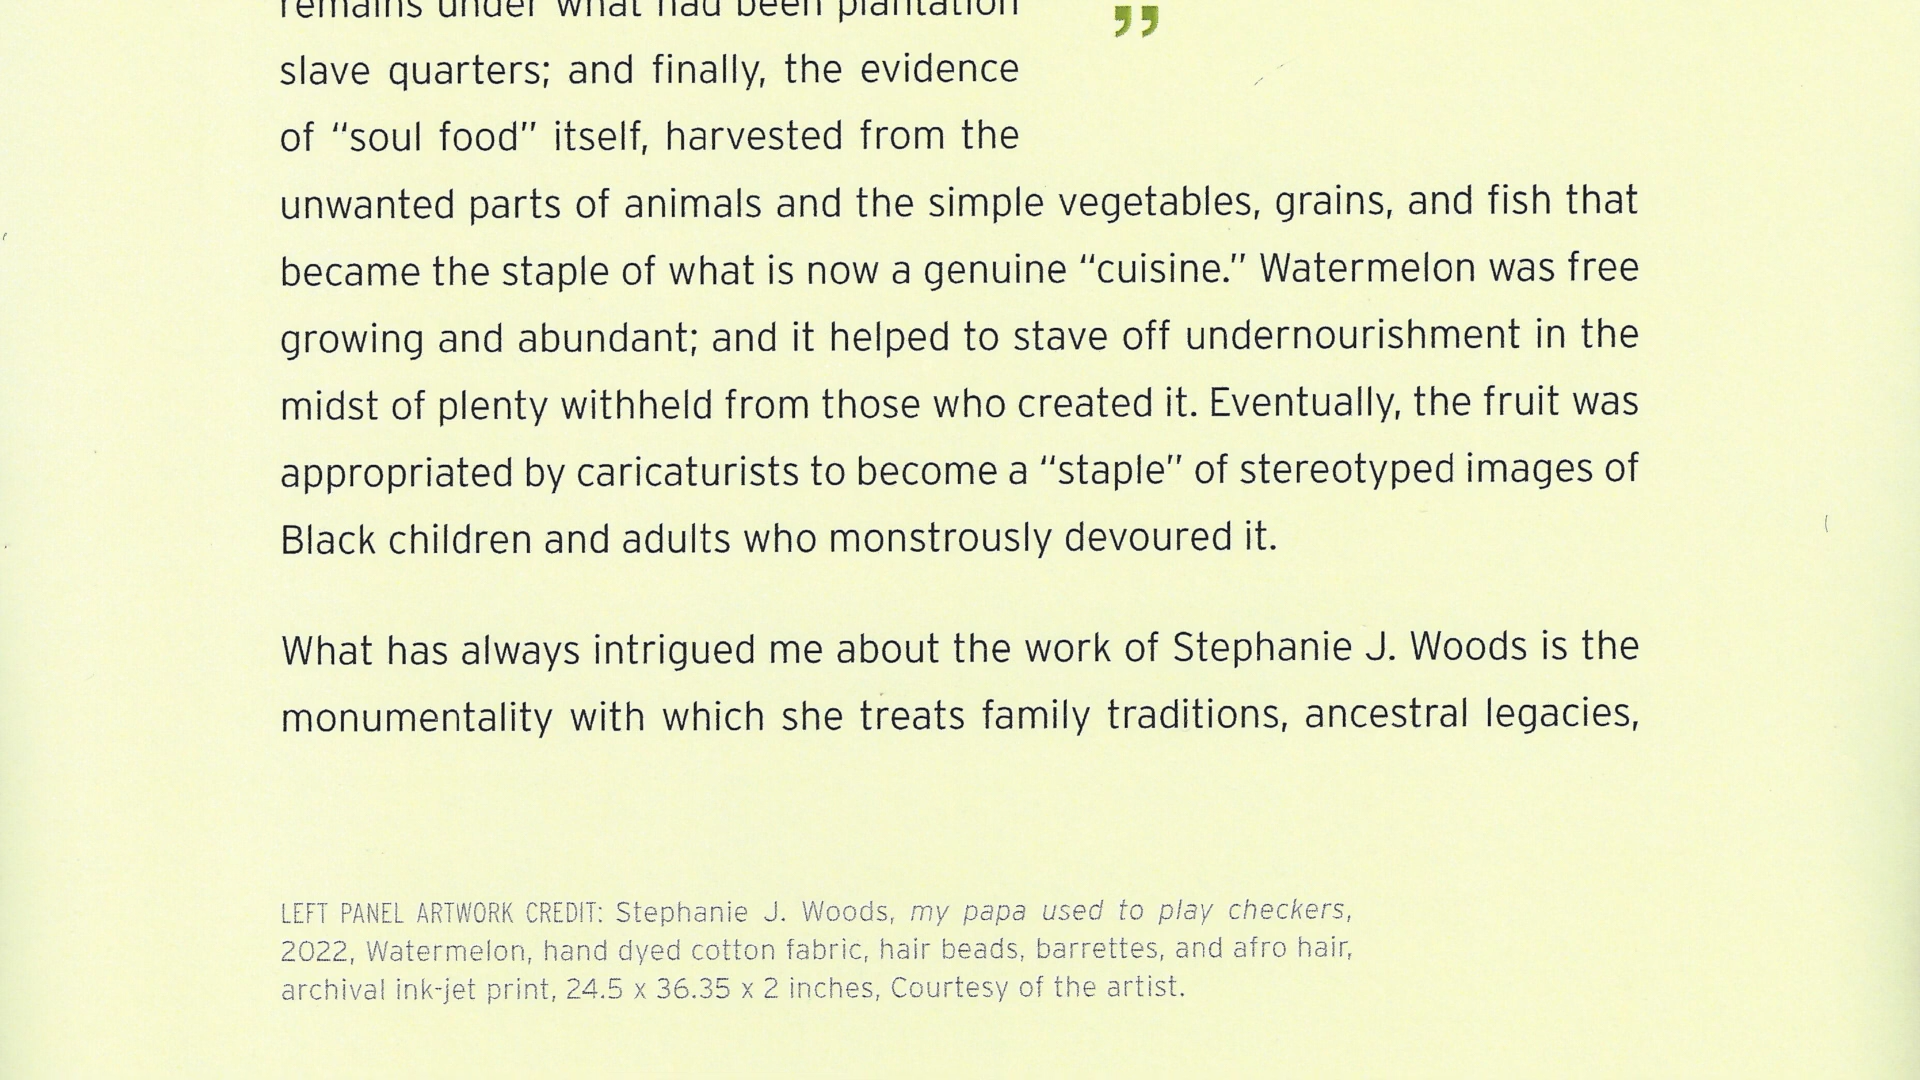 remains under what had been plantation
”
slave quarters; and finally, the evidence
of “soul food” itself, harvested from the
unwanted parts of animals and the simple vegetables, grains, and fish that
became the staple of what is now a genuine “cuisine.” Watermelon was free
growing and abundant; and it helped to stave off undernourishment in the
midst of plenty withheld from those who created it. Eventually, the fruit was
appropriated by caricaturists to become a “staple” of stereotyped images of
Black children and adults who monstrously devoured it.
What has always intrigued me about the work of Stephanie J. Woods is the
monumentality with which she treats family traditions, ancestral legacies,
LEFT PANEL ARTWORK CREDIT: Stephanie J. Woods, my papa used to play checkers,
2022, Watermelon, hand dyed cotton fabric, hair beads, barrettes, and afro hair,
archival ink-jet print, 24.5 x 36.35 x 2 inches, Courtesy of the artist.